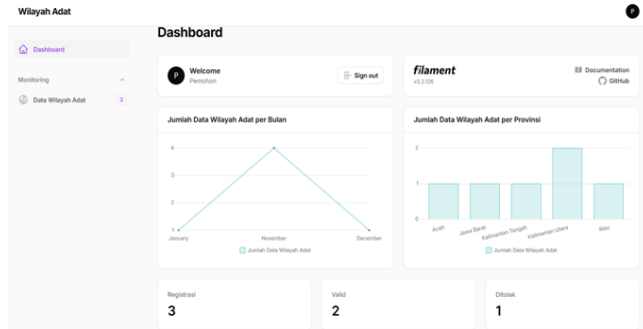 Wilayah Adat
P
Dashboard
Dashboard
Monitoring
Data Wilayah Adat 3
P
Welcome
Pemohon
Sign out
filament
v3.2.136
Documentation
GitHub
Jumlah Data Wilayah Adat per Bulan
4
3
2
1
January November December
Jumlah Data Wilayah Adat
Jumlah Data Wilayah Adat per Provinsi
2
1
0
Aceh Jawa Barat Kalimantan Tengah Kalimantan Utara Riau
Jumlah Data Wilayah Adat
Registrasi
3
Valid
2
Ditolak
1